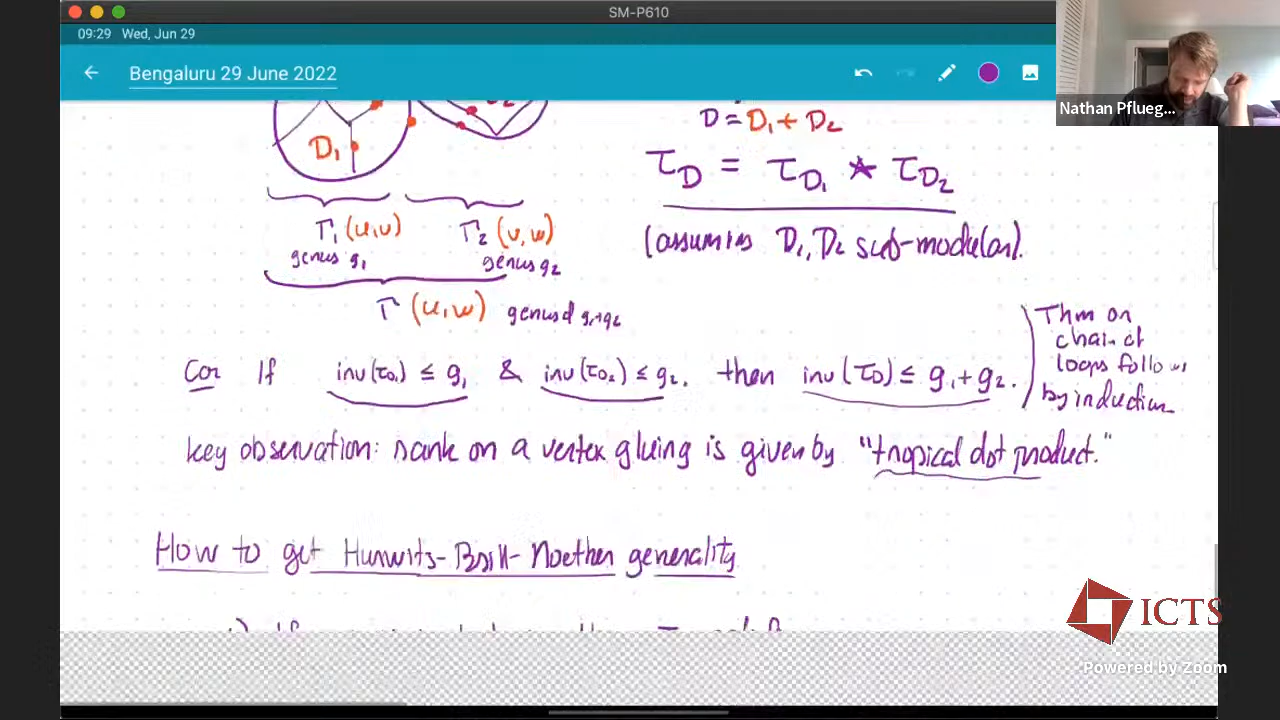 SM-P610
09:29 Wed, Jun 29
Bengaluru 29 June 2022
Nathan Pflueg...
D = D₁ + D₂
D₁
τ_D = τ_D₁ ⋆ τ_D₂
(assuming D₁, D₂ sub-modular).
Γ₁ (u,v)
genus g₁
Γ₂ (v,w)
genus g₂
Γ (u,w) genus g₁+g₂
Cor If inv(τ_D₁) ≤ g₁ & inv(τ_D₂) ≤ g₂, then inv(τ_D) ≤ g₁+g₂.
Thm on
chain of
loops follows
by induction
key observation: rank on a vertex gluing is given by "tropical dot product."
How to get Hurwitz-Brill-Noether generality
ICTS
Powered by Zoom